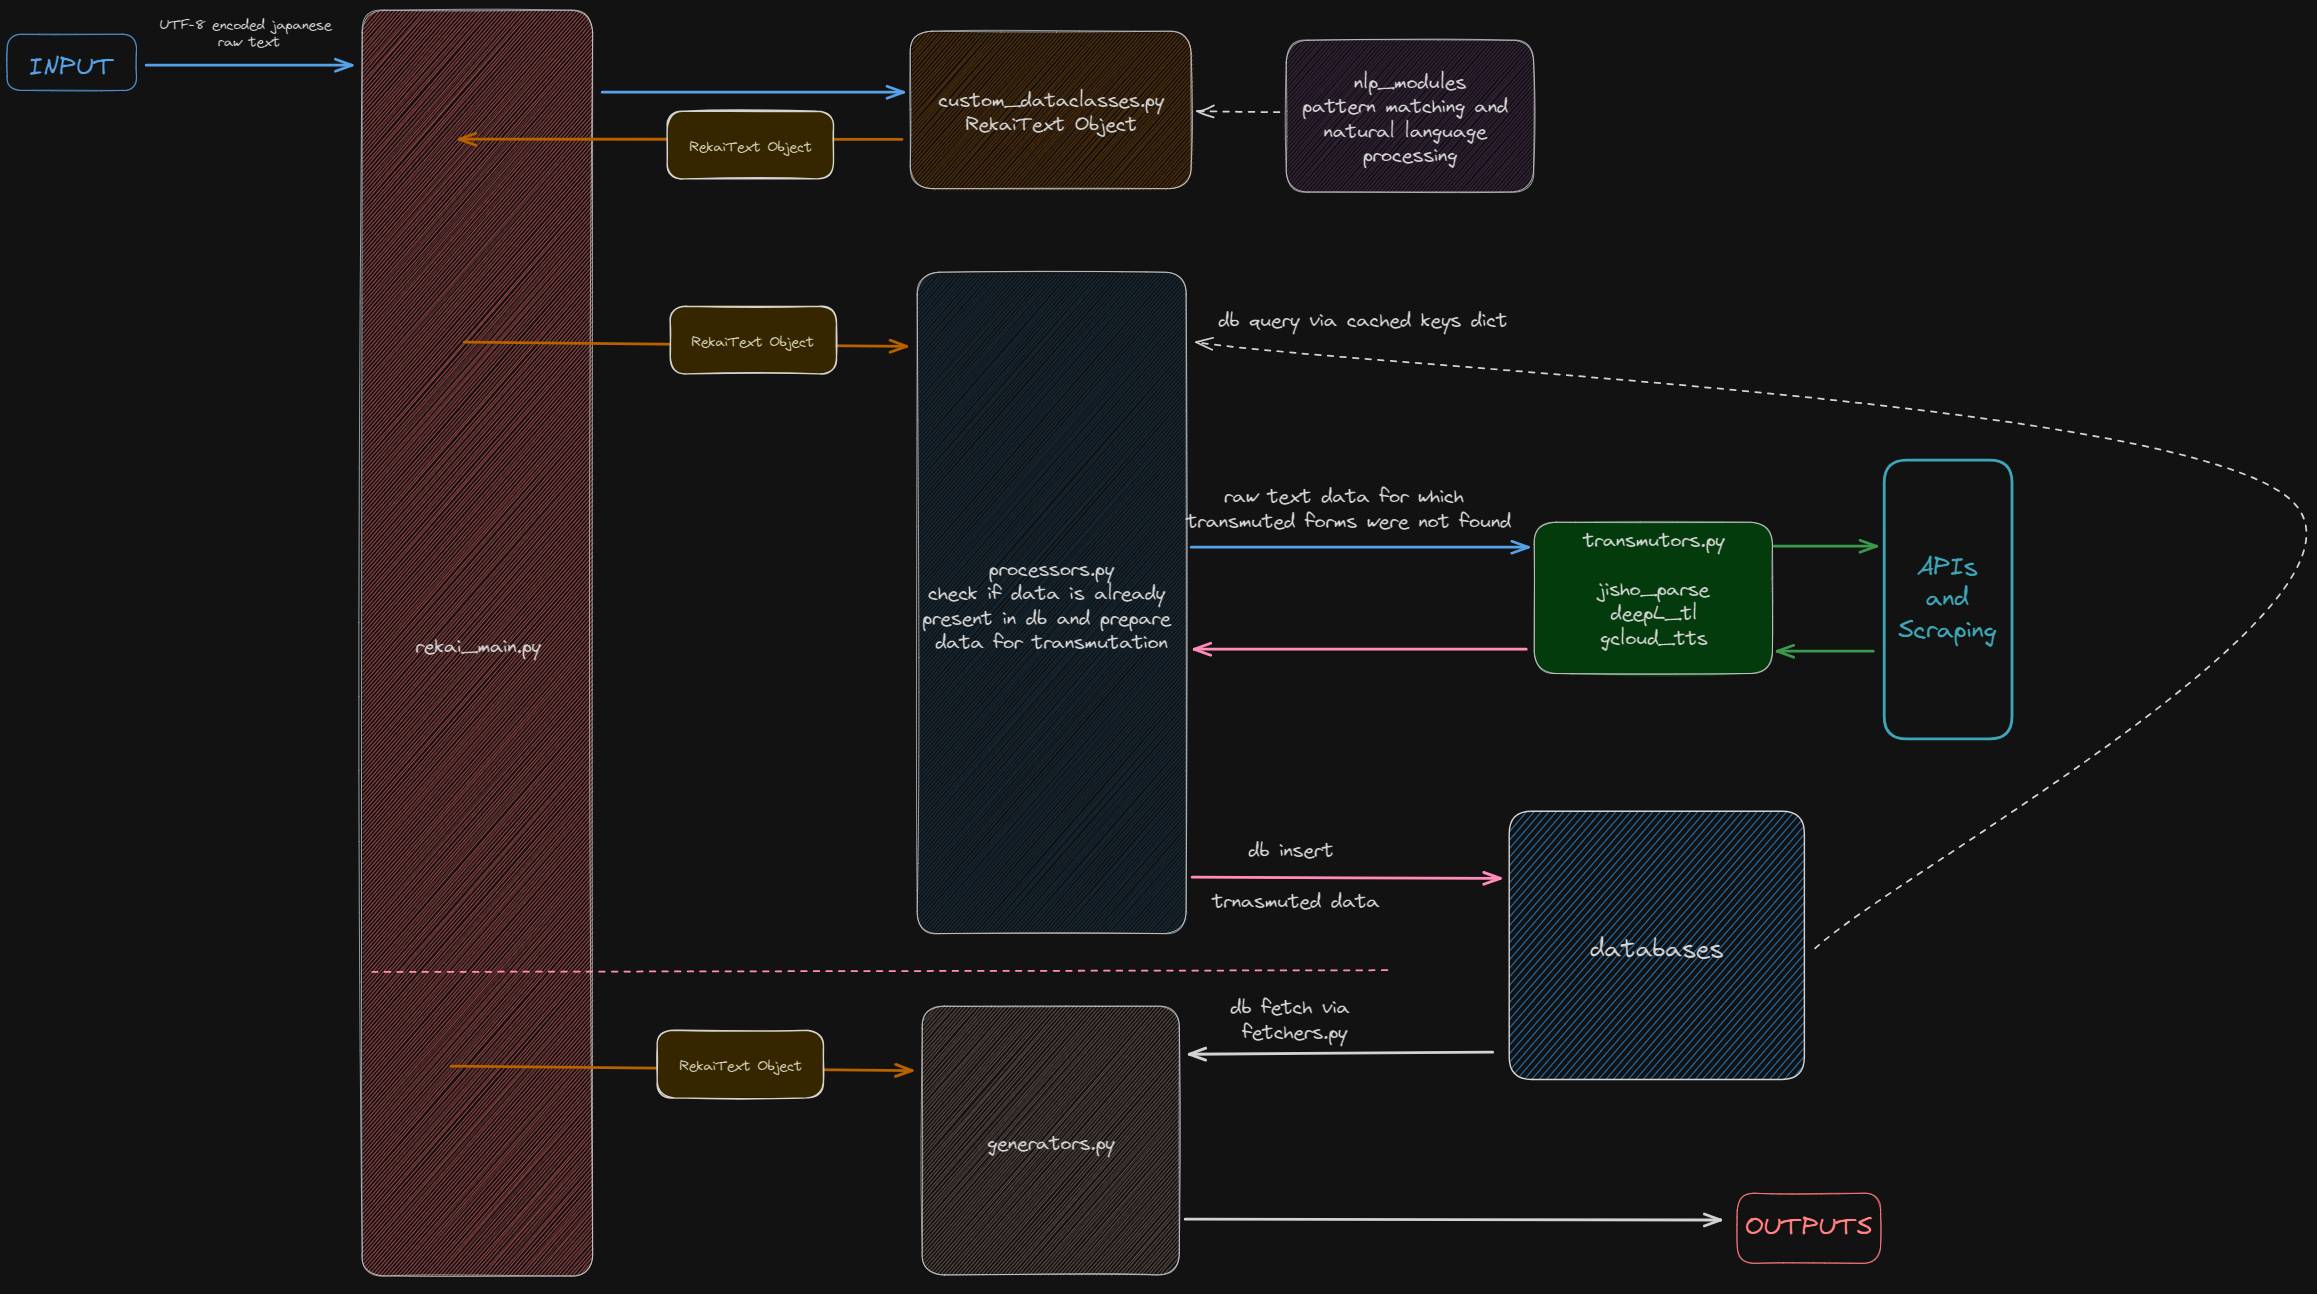 UTF-8 encoded japanese
raw text
INPUT
custom_dataclasses.py
RekaiText Object
nlp_modules
pattern matching and
natural language
processing
RekaiText Object
RekaiText Object
db query via cached keys dict
raw text data for which
transmuted forms were not found
transmutors.py
jisho_parse
deepL_tl
gcloud_tts
APIs
and
Scraping
processors.py
check if data is already
present in db and prepare
data for transmutation
rekai_main.py
db insert
trnasmuted data
databases
db fetch via
fetchers.py
RekaiText Object
generators.py
OUTPUTS